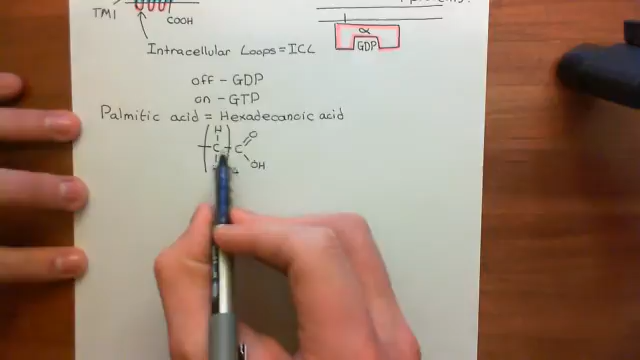 TM1
COOH
α
GDP
Intracellular Loops = ICL
off - GDP
on - GTP
Palmitic acid = Hexadecanoic acid
H
C C O
OH